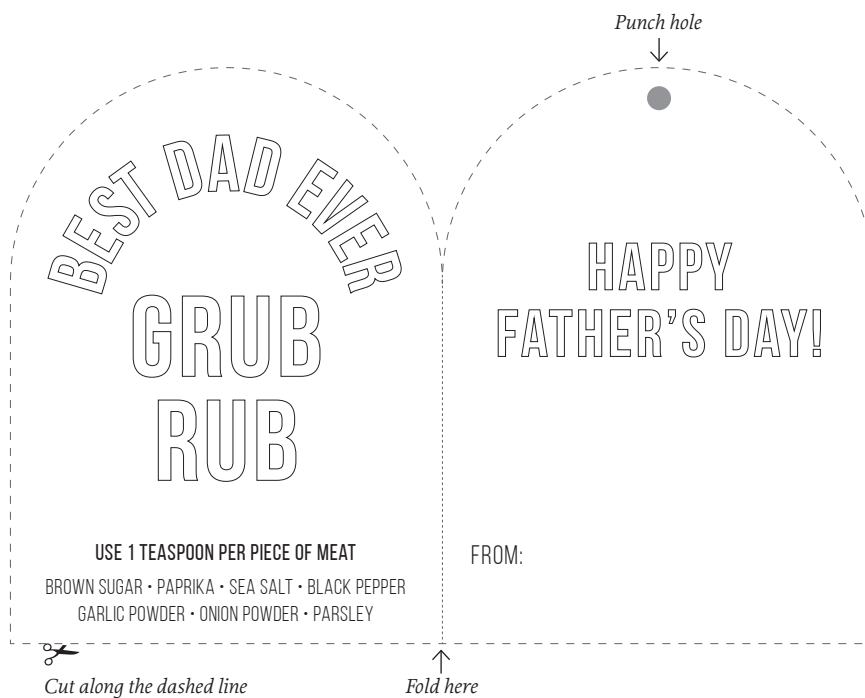 Punch hole
BEST DAD EVER
GRUB
RUB
USE 1 TEASPOON PER PIECE OF MEAT
BROWN SUGAR • PAPRIKA • SEA SALT • BLACK PEPPER
GARLIC POWDER • ONION POWDER • PARSLEY
HAPPY
FATHER’S DAY!
FROM:
Cut along the dashed line
Fold here